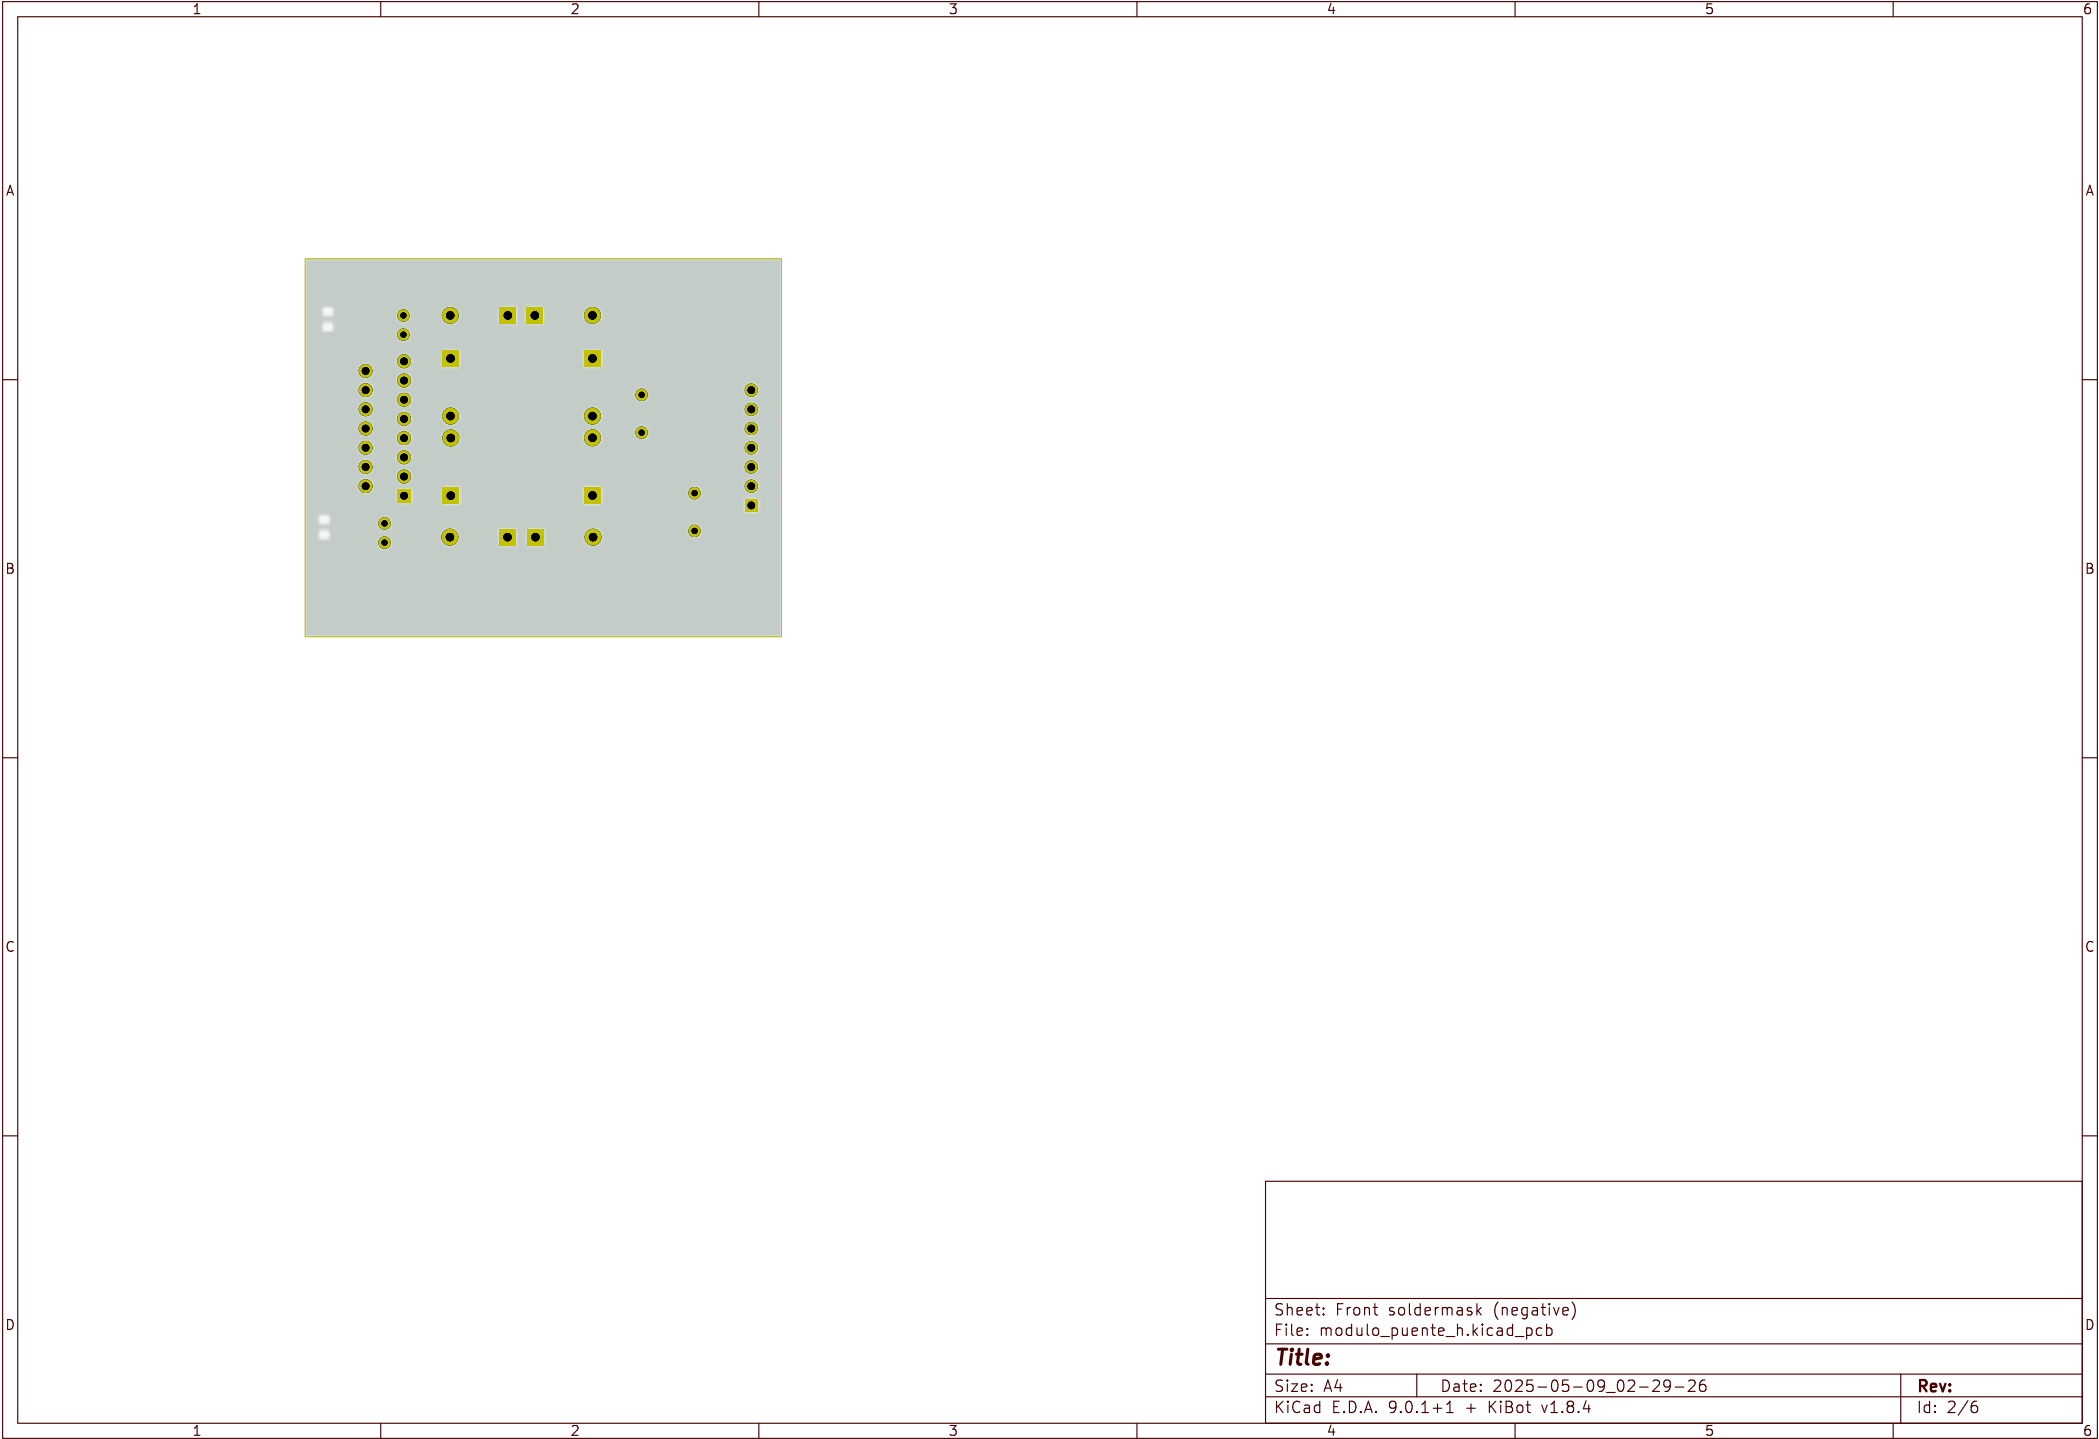 1 2 3 4 5 6
A A
B B
C C
Sheet: Front soldermask (negative)
D D
File: modulo_puente_h.kicad_pcb
Title:
Size: A4 Date: 2025-05-09_02-29-26 Rev:
KiCad E.D.A. 9.0.1+1 + KiBot v1.8.4 Id: 2/6
1 2 3 4 5 6